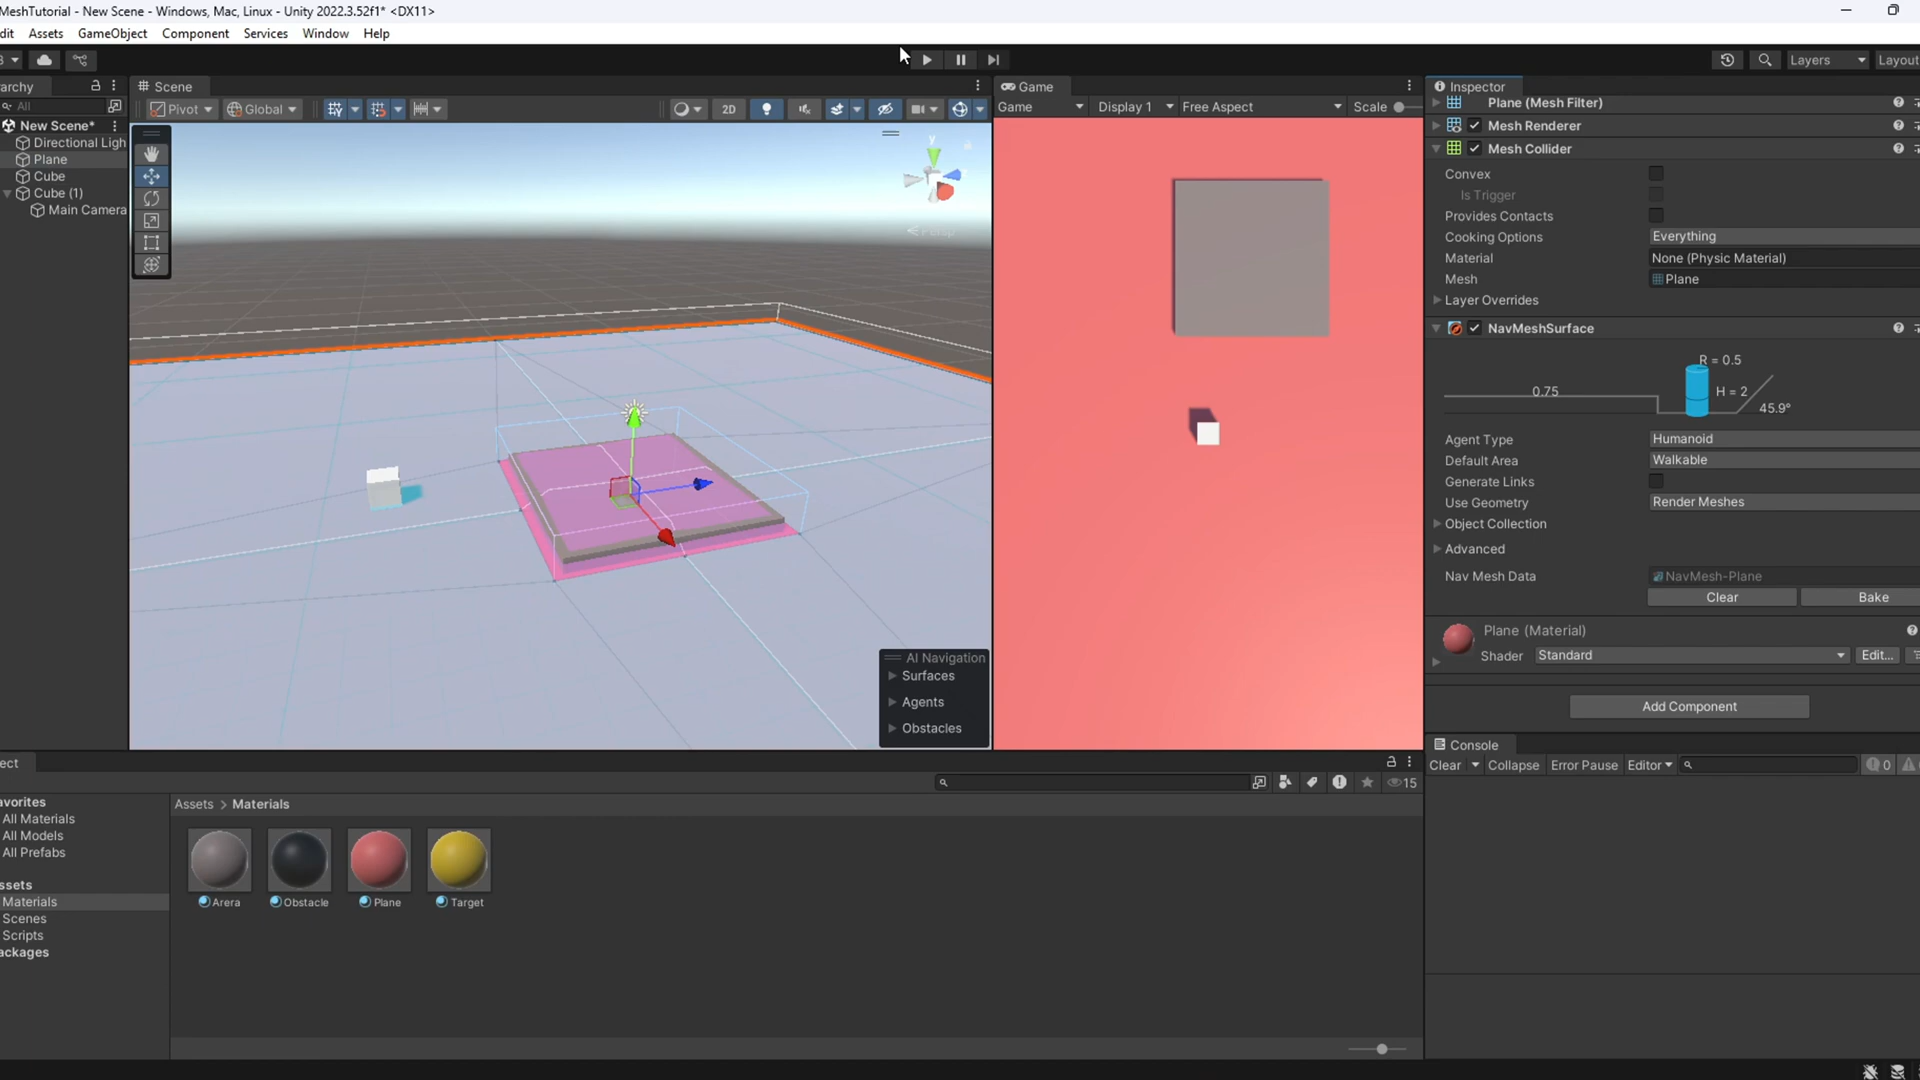 MeshTutorial - New Scene - Windows, Mac, Linux - Unity 2022.3.52f1* <DX11>
dit Assets GameObject Component Services Window Help
Layers Layout
rarchy
All
New Scene*
Directional Ligh
Plane
Cube
Cube (1)
Main Camera
Scene
Pivot Global 2D
y
Persp
AI Navigation
Surfaces
Agents
Obstacles
Game
Game Display 1 Free Aspect Scale
Inspector
Plane (Mesh Filter)
Mesh Renderer
Mesh Collider
Convex
Is Trigger
Provides Contacts
Cooking Options Everything
Material None (Physic Material)
Mesh Plane
Layer Overrides
NavMeshSurface
R = 0.5
0.75 H = 2
45.9°
Agent Type Humanoid
Default Area Walkable
Generate Links
Use Geometry Render Meshes
Object Collection
Advanced
Nav Mesh Data NavMesh-Plane
Clear Bake
Plane (Material)
Shader Standard Edit...
Add Component
Console
Clear Collapse Error Pause Editor 0
ect
15
avorites
All Materials
All Models
All Prefabs
ssets
Materials
Scenes
Scripts
ackages
Assets > Materials
Arera Obstacle Plane Target